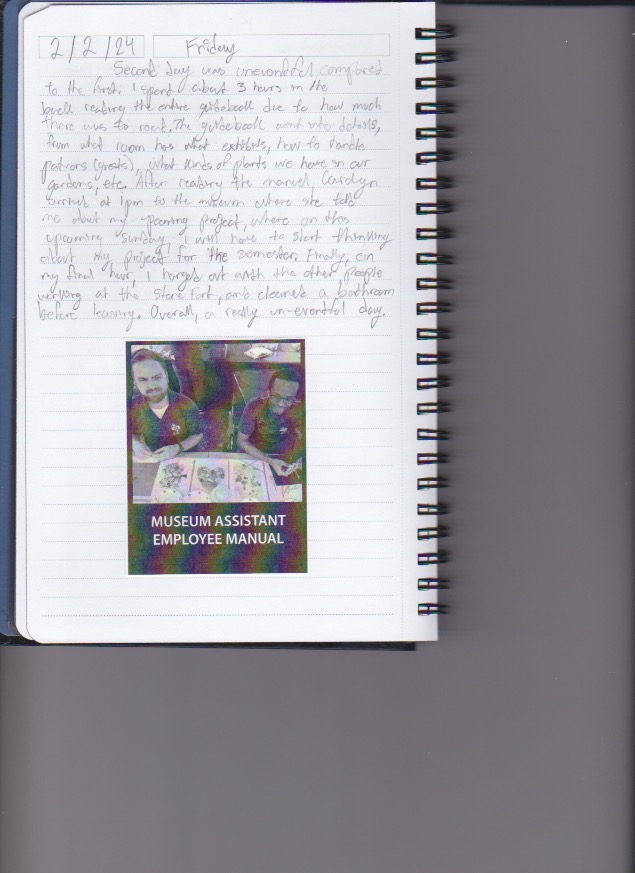 2/2/24 Friday
Second day was uneventful compared
to the first. I spend about 3 hours in the
back reading the entire guidebook due to how much
there was to read. The guidebook went into details,
from what room has what exhibits, how to handle
patrons (guests), what kinds of plants we have in our
gardens, etc. After reading the manual, Carolyn
arrived at 1pm to the museum where she tells
me about my upcoming project, where on this
upcoming Sunday, I will have to start thinking
about my project for the semester. Finally, on
my final hour, I hanged out with the other people
working at the Stone Fort, and cleaned a bathroom
before leaving. Overall, a really un-eventful day.
MUSEUM ASSISTANT
EMPLOYEE MANUAL